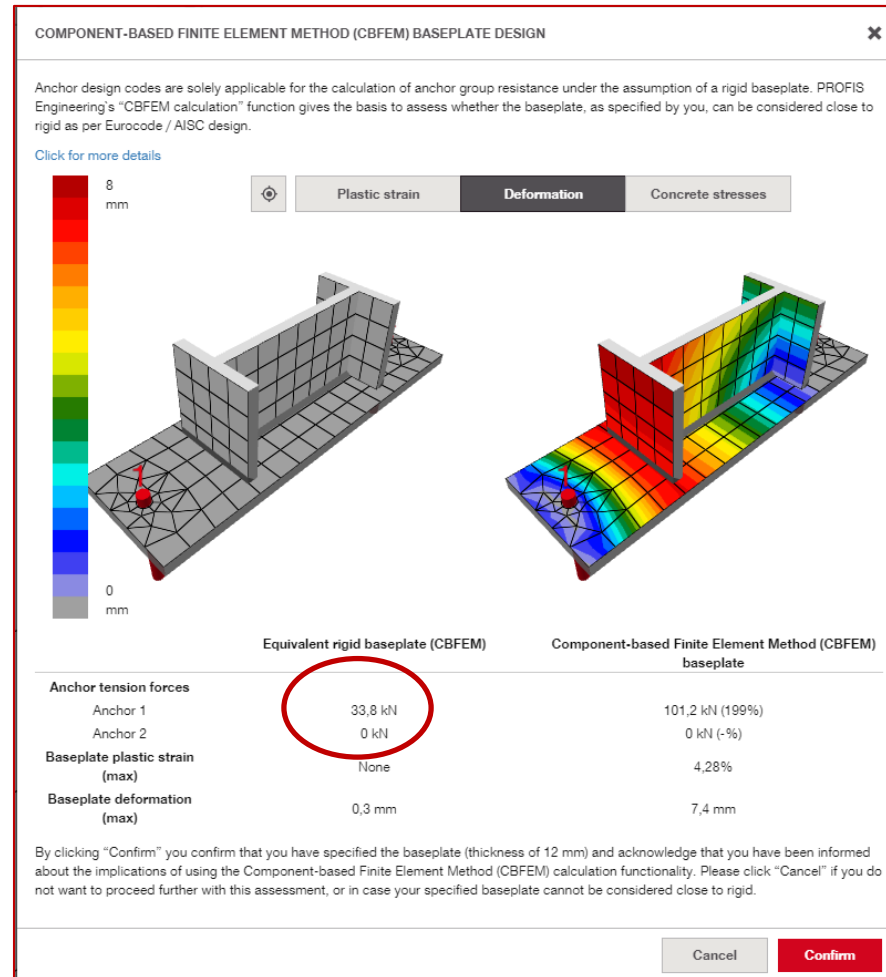 COMPONENT-BASED FINITE ELEMENT METHOD (CBFEM) BASEPLATE DESIGN
Anchor design codes are solely applicable for the calculation of anchor group resistance under the assumption of a rigid baseplate. PROFIS
Engineering`s "CBFEM calculation" function gives the basis to assess whether the baseplate, as specified by you, can be considered close to
rigid as per Eurocode / AISC design.
Click for more details
8
mm
Plastic strain Deformation Concrete stresses
1 1
0
mm
Equivalent rigid baseplate (CBFEM) Component-based Finite Element Method (CBFEM)
baseplate
Anchor tension forces
Anchor 1 33,8 kN 101,2 kN (199%)
Anchor 2 0 kN 0 kN (-%)
Baseplate plastic strain
(max) None 4,28%
Baseplate deformation
(max) 0,3 mm 7,4 mm
By clicking "Confirm" you confirm that you have specified the baseplate (thickness of 12 mm) and acknowledge that you have been informed
about the implications of using the Component-based Finite Element Method (CBFEM) calculation functionality. Please click "Cancel" if you do
not want to proceed further with this assessment, or in case your specified baseplate cannot be considered close to rigid.
Cancel Confirm